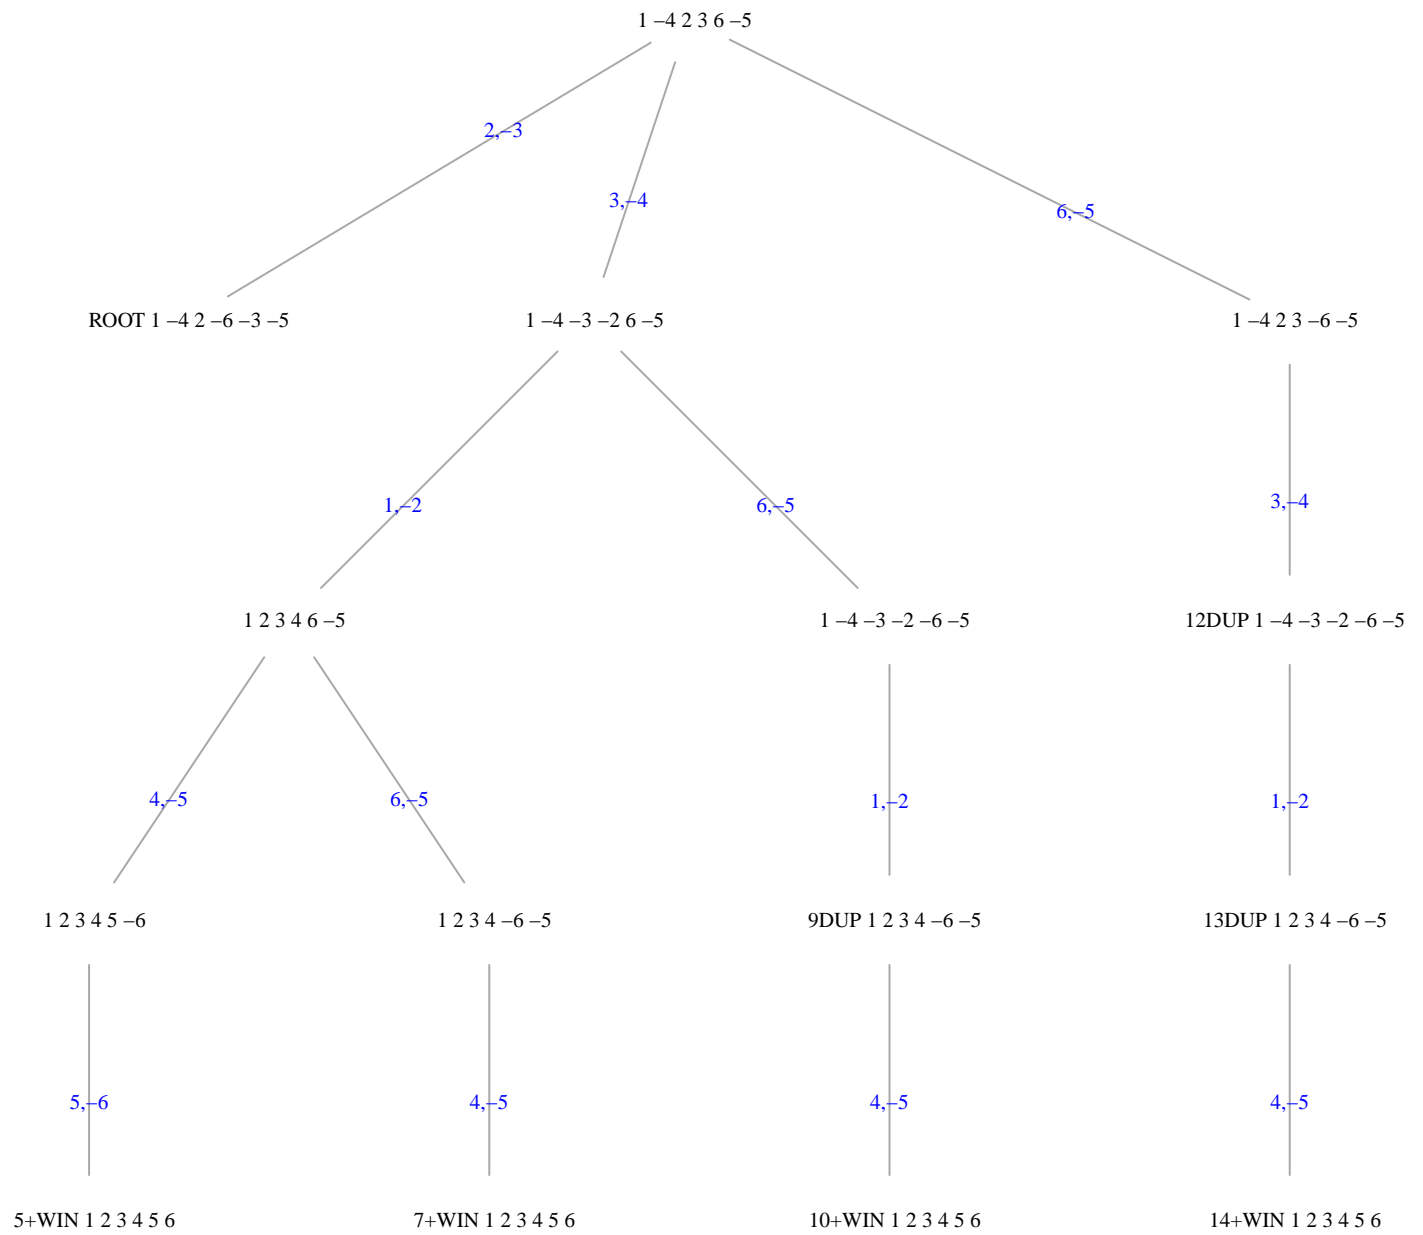 1 −4 2 3 6 −5
2,−3
3,−4
6,−5
ROOT 1 −4 2 −6 −3 −5
1 −4 −3 −2 6 −5
1 −4 2 3 −6 −5
1,−2
6,−5
3,−4
1 2 3 4 6 −5
1 −4 −3 −2 −6 −5
12DUP 1 −4 −3 −2 −6 −5
4,−5
6,−5
1,−2
1,−2
1 2 3 4 5 −6
1 2 3 4 −6 −5
9DUP 1 2 3 4 −6 −5
13DUP 1 2 3 4 −6 −5
5,−6
4,−5
4,−5
4,−5
5+WIN 1 2 3 4 5 6
7+WIN 1 2 3 4 5 6
10+WIN 1 2 3 4 5 6
14+WIN 1 2 3 4 5 6